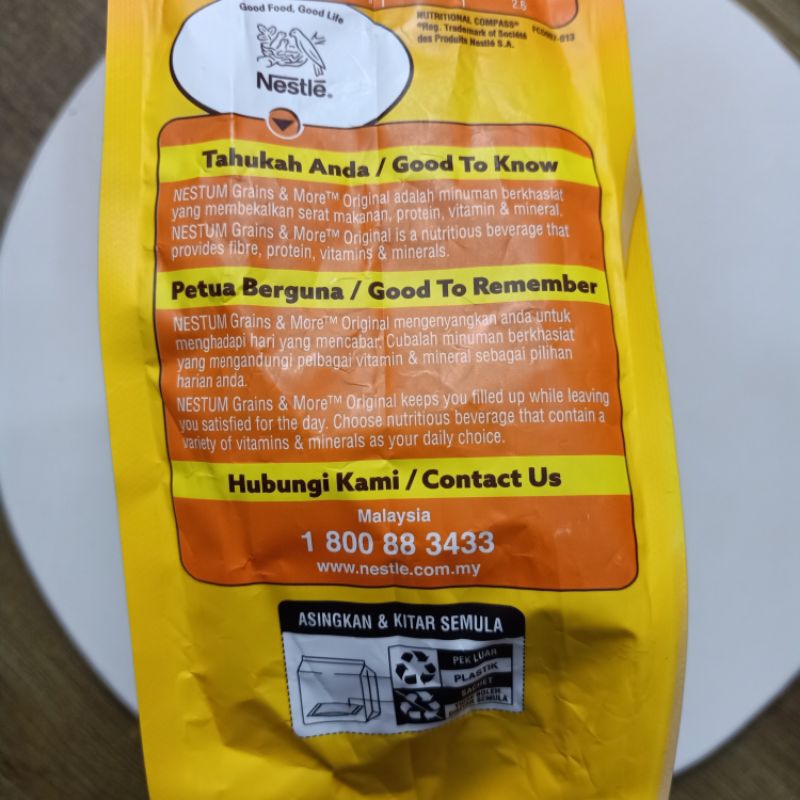 2.6
Good Food, Good Life
Nestlē®
NUTRITIONAL COMPASS®
®Reg. Trademark of Société
des Produits Nestlé S.A.
Tahukah Anda / Good To Know
NESTUM Grains & More™ Original adalah minuman berkhasiat
yang membekalkan serat makanan, protein, vitamin & mineral.
NESTUM Grains & More™ Original is a nutritious beverage that
provides fibre, protein, vitamins & minerals.
Petua Berguna / Good To Remember
NESTUM Grains & More™ Original mengenyangkan anda untuk
menghadapi hari yang mencabar. Cubalah minuman berkhasiat
yang mengandungi pelbagai vitamin & mineral sebagai pilihan
harian anda.
NESTUM Grains & More™ Original keeps you filled up while leaving
you satisfied for the day. Choose nutritious beverage that contain a
variety of vitamins & minerals as your daily choice.
Hubungi Kami / Contact Us
Malaysia
1 800 88 3433
www.nestle.com.my
ASINGKAN & KITAR SEMULA
PEK LUAR
PLASTIK
SACHET
SEMULA